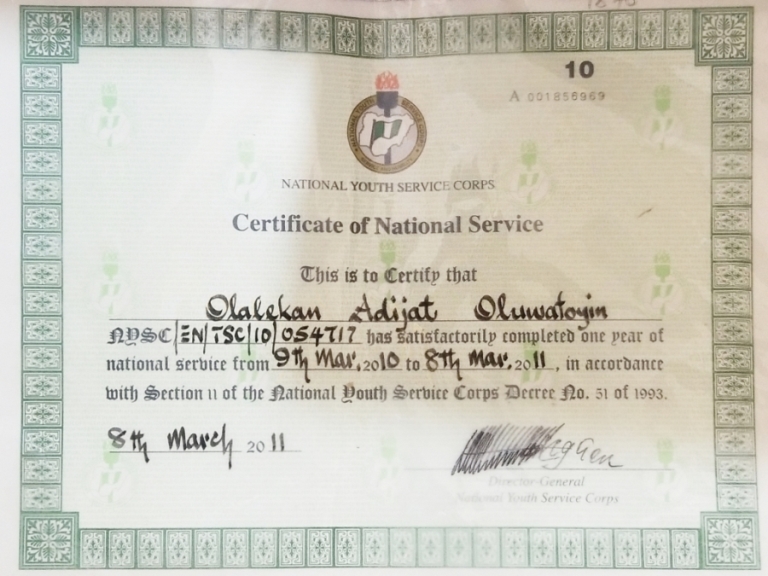 10
A 001856969
NATIONAL YOUTH SERVICE CORPS
Certificate of National Service
This is to Certify that
Olalekan Adijat Oluwatoyin
NYSC/EN/TSC/10/054717 has satisfactorily completed one year of
national service from 9th Mar. 2010 to 8th Mar. 2011, in accordance
with Section 11 of the National Youth Service Corps Decree No. 51 of 1993.
8th March 2011
Director-General
National Youth Service Corps